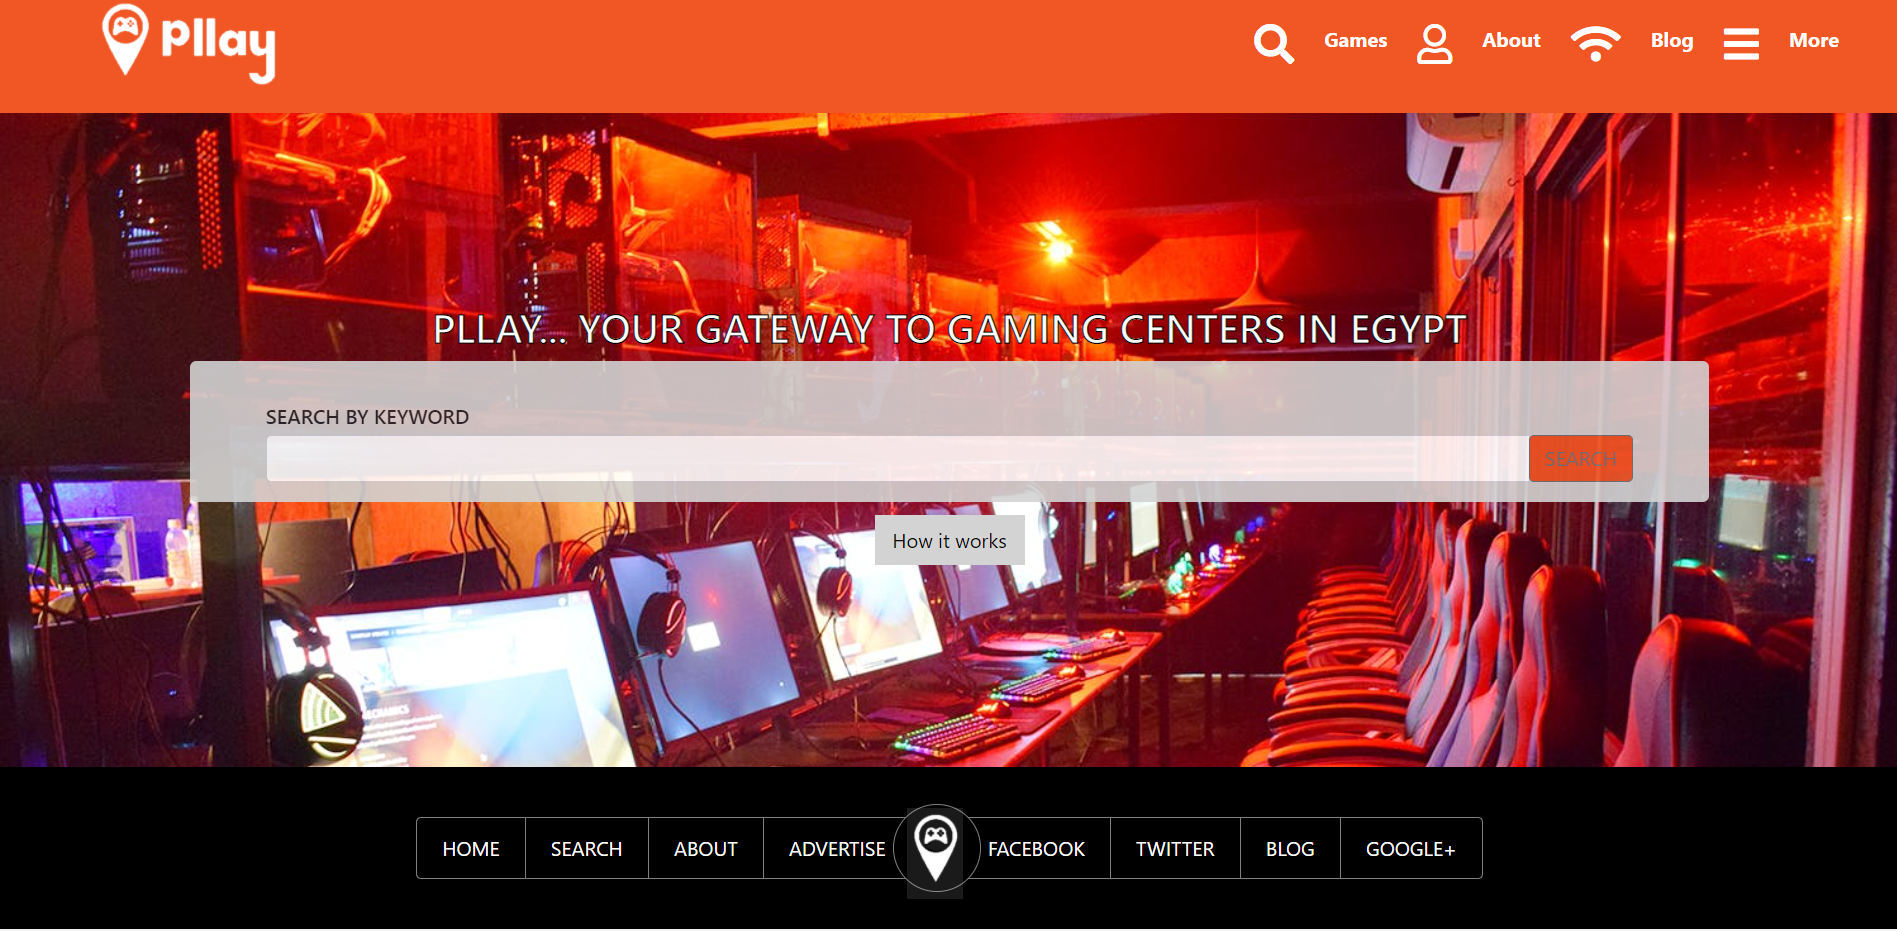 pllay
Games
About
Blog
More
PLLAY... YOUR GATEWAY TO GAMING CENTERS IN EGYPT
SEARCH BY KEYWORD
SEARCH
How it works
HOME
SEARCH
ABOUT
ADVERTISE
FACEBOOK
TWITTER
BLOG
GOOGLE+